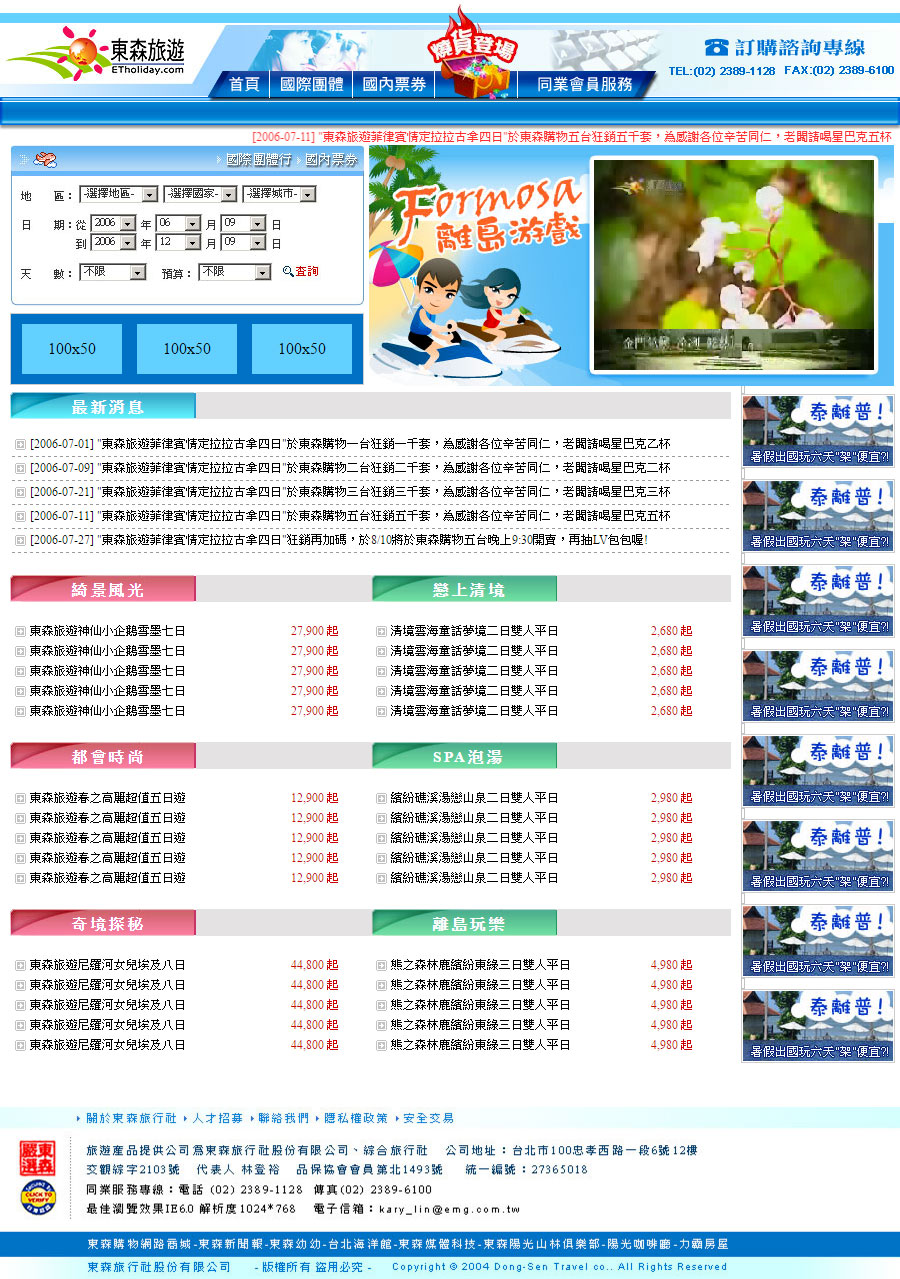 東森旅遊
ETholiday.com
燒貨登場
訂購諮詢專線
TEL:(02) 2389-1128 FAX:(02) 2389-6100
首頁 國際團體 國內票券 同業會員服務
[2006-07-11] "東森旅遊菲律賓情定拉拉古拿四日"於東森購物五台狂銷五千套，為感謝各位辛苦同仁，老闆請喝星巴克五杯
國際團體行 國內票券
地 區： -選擇地區- -選擇國家- -選擇城市-
日 期：從 2006 年 06 月 09 日
到 2006 年 12 月 09 日
天 數： 不限 預算： 不限 查詢
Formosa
離島游戲
100x50 100x50 100x50
最新消息
[2006-07-01] "東森旅遊菲律賓情定拉拉古拿四日"於東森購物一台狂銷一千套，為感謝各位辛苦同仁，老闆請喝星巴克乙杯
[2006-07-09] "東森旅遊菲律賓情定拉拉古拿四日"於東森購物二台狂銷二千套，為感謝各位辛苦同仁，老闆請喝星巴克二杯
[2006-07-21] "東森旅遊菲律賓情定拉拉古拿四日"於東森購物三台狂銷三千套，為感謝各位辛苦同仁，老闆請喝星巴克三杯
[2006-07-11] "東森旅遊菲律賓情定拉拉古拿四日"於東森購物五台狂銷五千套，為感謝各位辛苦同仁，老闆請喝星巴克五杯
[2006-07-27] "東森旅遊菲律賓情定拉拉古拿四日"狂銷再加碼，於8/10將於東森購物五台晚上9:30開賣，再抽LV包包喔!
綺景風光 戀上清境
東森旅遊神仙小企鵝雪墨七日 27,900 起 清境雲海童話夢境二日雙人平日 2,680 起
東森旅遊神仙小企鵝雪墨七日 27,900 起 清境雲海童話夢境二日雙人平日 2,680 起
東森旅遊神仙小企鵝雪墨七日 27,900 起 清境雲海童話夢境二日雙人平日 2,680 起
東森旅遊神仙小企鵝雪墨七日 27,900 起 清境雲海童話夢境二日雙人平日 2,680 起
東森旅遊神仙小企鵝雪墨七日 27,900 起 清境雲海童話夢境二日雙人平日 2,680 起
都會時尚 SPA泡湯
東森旅遊春之高麗超值五日遊 12,900 起 繽紛礁溪湯戀山泉二日雙人平日 2,980 起
東森旅遊春之高麗超值五日遊 12,900 起 繽紛礁溪湯戀山泉二日雙人平日 2,980 起
東森旅遊春之高麗超值五日遊 12,900 起 繽紛礁溪湯戀山泉二日雙人平日 2,980 起
東森旅遊春之高麗超值五日遊 12,900 起 繽紛礁溪湯戀山泉二日雙人平日 2,980 起
東森旅遊春之高麗超值五日遊 12,900 起 繽紛礁溪湯戀山泉二日雙人平日 2,980 起
奇境探秘 離島玩樂
東森旅遊尼羅河女兒埃及八日 44,800 起 熊之森林鹿繽紛東綠三日雙人平日 4,980 起
東森旅遊尼羅河女兒埃及八日 44,800 起 熊之森林鹿繽紛東綠三日雙人平日 4,980 起
東森旅遊尼羅河女兒埃及八日 44,800 起 熊之森林鹿繽紛東綠三日雙人平日 4,980 起
東森旅遊尼羅河女兒埃及八日 44,800 起 熊之森林鹿繽紛東綠三日雙人平日 4,980 起
東森旅遊尼羅河女兒埃及八日 44,800 起 熊之森林鹿繽紛東綠三日雙人平日 4,980 起
泰離普!
暑假出國玩六天"架"便宜?!
泰離普!
暑假出國玩六天"架"便宜?!
泰離普!
暑假出國玩六天"架"便宜?!
泰離普!
暑假出國玩六天"架"便宜?!
泰離普!
暑假出國玩六天"架"便宜?!
泰離普!
暑假出國玩六天"架"便宜?!
泰離普!
暑假出國玩六天"架"便宜?!
泰離普!
暑假出國玩六天"架"便宜?!
關於東森旅行社 人才招募 聯絡我們 隱私權政策 安全交易
東森嚴選
CLICK TO VERIFY
旅遊產品提供公司為東森旅行社股份有限公司、綜合旅行社 公司地址：台北市100忠孝西路一段6號12樓
交觀綜字2103號 代表人 林登裕 品保協會會員第北1493號 統一編號：27365018
同業服務專線：電話 (02) 2389-1128 傳真(02) 2389-6100
最佳瀏覽效果IE6.0 解析度1024*768 電子信箱：kary_lin@emg.com.tw
東森購物網路商城-東森新聞報-東森幼幼-台北海洋館-東森媒體科技-東森陽光山林俱樂部-陽光咖啡廳-力霸房屋
東森旅行社股份有限公司 -版權所有 盜用必究- Copyright © 2004 Dong-Sen Travel co.. All Rights Reserved